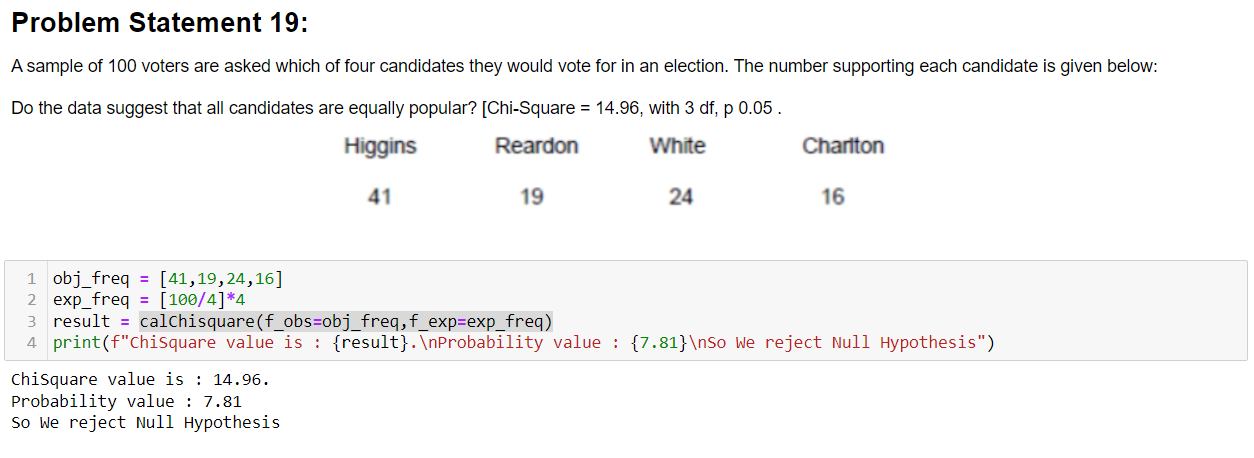 Problem Statement 19:
A sample of 100 voters are asked which of four candidates they would vote for in an election. The number supporting each candidate is given below:
Do the data suggest that all candidates are equally popular? [Chi-Square = 14.96, with 3 df, p 0.05 .
Higgins Reardon White Charlton
41 19 24 16
1 obj_freq = [41,19,24,16]
2 exp_freq = [100/4]*4
3 result = calChisquare(f_obs=obj_freq,f_exp=exp_freq)
4 print(f"ChiSquare value is : {result}.\nProbability value : {7.81}\nSo We reject Null Hypothesis")
ChiSquare value is : 14.96.
Probability value : 7.81
So We reject Null Hypothesis